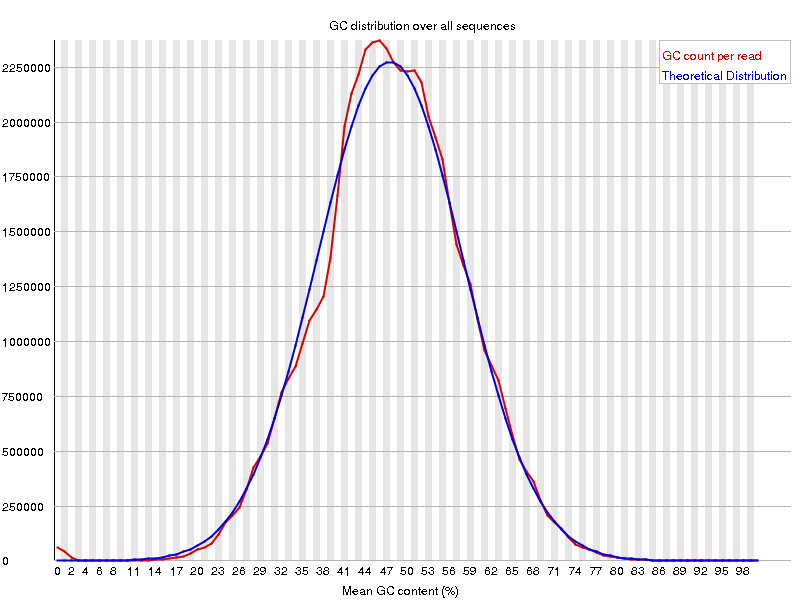 GC distribution over all sequences
GC count per read
Theoretical Distribution
2250000
2000000
1750000
1500000
1250000
1000000
750000
500000
250000
0
0 2 4 6 8 11 14 17 20 23 26 29 32 35 38 41 44 47 50 53 56 59 62 65 68 71 74 77 80 83 86 89 92 95 98
Mean GC content (%)